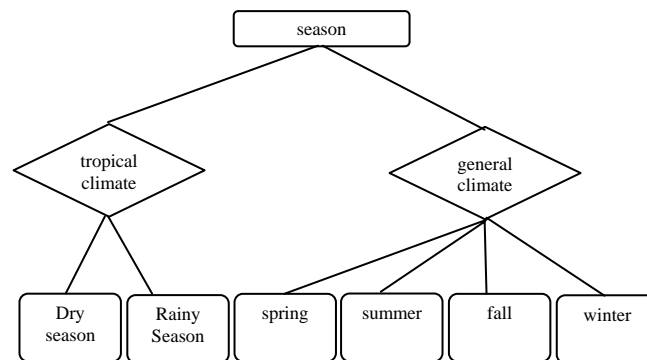 season
tropical
climate
general
climate
Dry
season
Rainy
Season
spring
summer
fall
winter